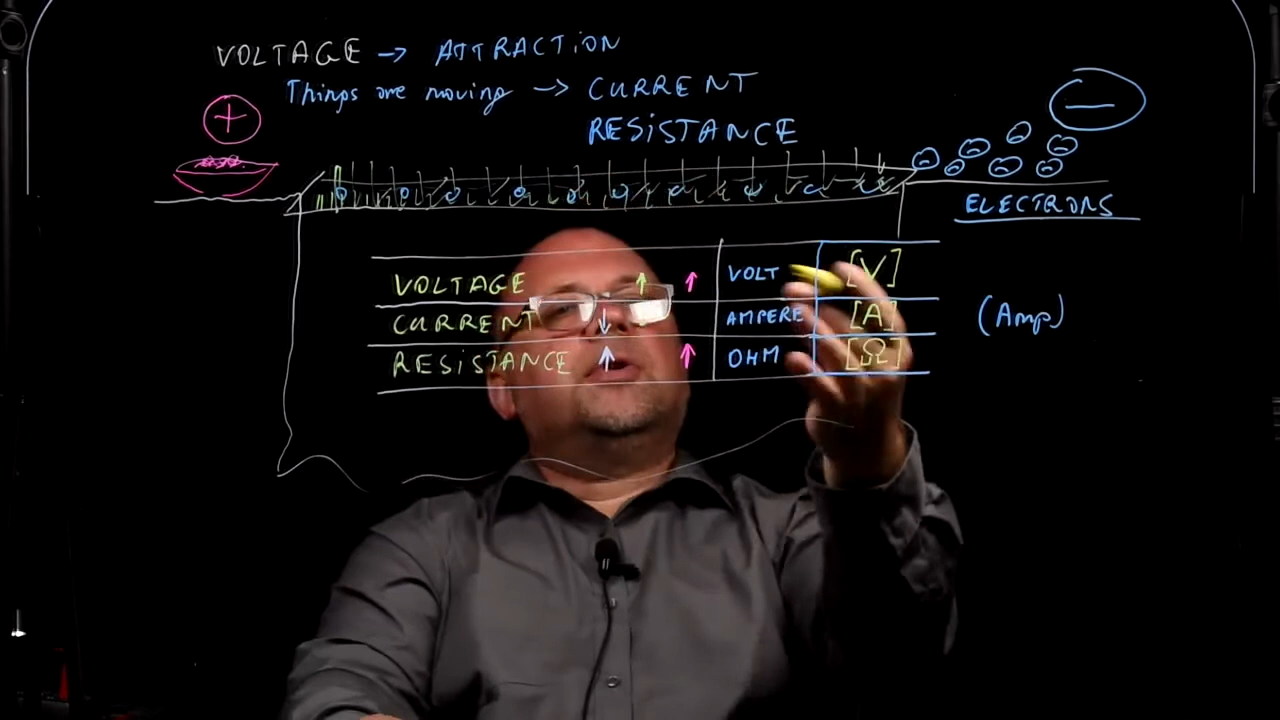 VOLTAGE → ATTRACTION
Things are moving → CURRENT
RESISTANCE
+
−
ELECTRONS
VOLTAGE ↑ ↑ VOLT [V]
CURRENT ↓ AMPERE [A] (Amp)
RESISTANCE ↑ ↑ OHM [Ω]